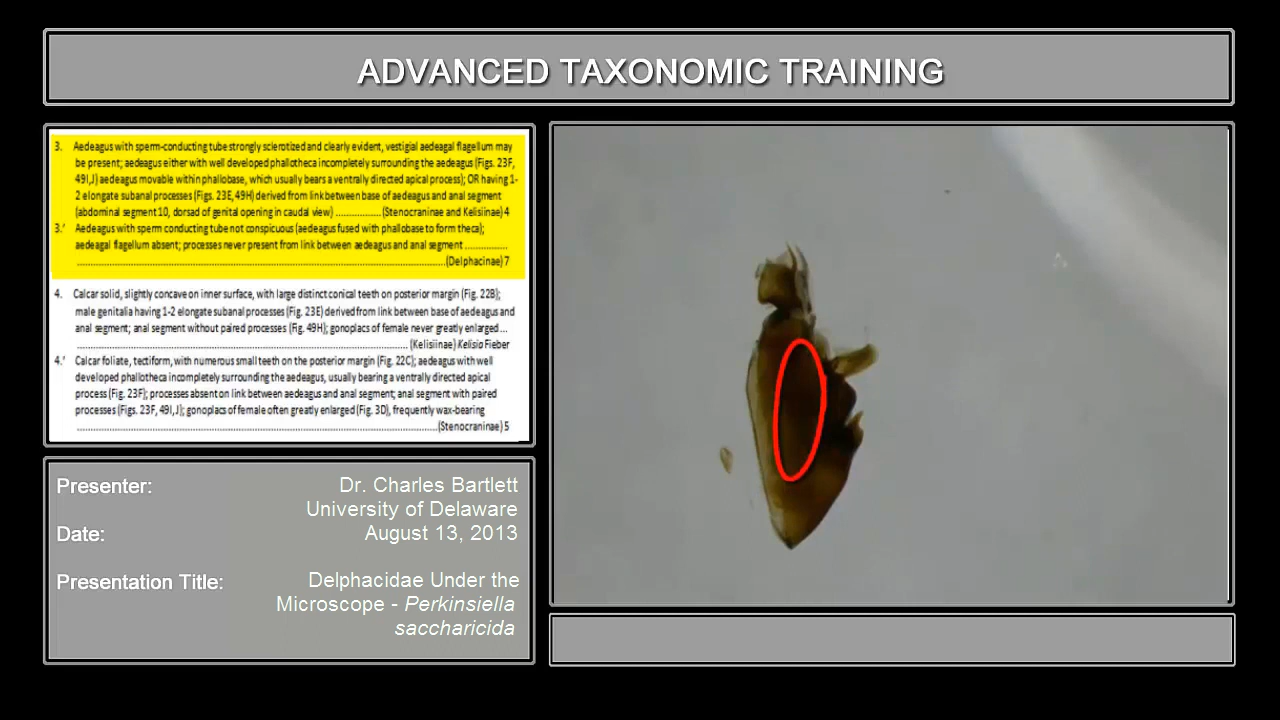 ADVANCED TAXONOMIC TRAINING
3. Aedeagus with sperm-conducting tube strongly sclerotized and clearly evident, vestigial aedeagal flagellum may
be present; aedeagus either with well developed phallotheca incompletely surrounding the aedeagus (Figs. 23F,
49I,J) aedeagus movable within phallobase, which usually bears a ventrally directed apical process); OR having 1-
2 elongate subanal processes (Figs. 23E, 49H) derived from link between base of aedeagus and anal segment
(abdominal segment 10, dorsad of genital opening in caudal view) .................(Stenocraninae and Kelisiinae) 4
3.' Aedeagus with sperm conducting tube not conspicuous (aedeagus fused with phallobase to form theca);
aedeagal flagellum absent; processes never present from link between aedeagus and anal segment ................
..........................................................................................................................................(Delphacinae) 7
4. Calcar solid, slightly concave on inner surface, with large distinct conical teeth on posterior margin (Fig. 22B);
male genitalia having 1-2 elongate subanal processes (Fig. 23E) derived from link between base of aedeagus and
anal segment; anal segment without paired processes (Fig. 49H); gonoplacs of female never greatly enlarged...
............................................................................................................................. (Kelisiinae) Kelisia Fieber
4.' Calcar foliate, tectiform, with numerous small teeth on the posterior margin (Fig. 22C); aedeagus with well
developed phallotheca incompletely surrounding the aedeagus, usually bearing a ventrally directed apical
process (Fig. 23F); processes absent on link between aedeagus and anal segment; anal segment with paired
processes (Figs. 23F, 49I, J); gonoplacs of female often greatly enlarged (Fig. 3D), frequently wax-bearing
........................................................................................................................................(Stenocraninae) 5
Presenter: Dr. Charles Bartlett
University of Delaware
Date: August 13, 2013
Presentation Title: Delphacidae Under the
Microscope - Perkinsiella
saccharicida